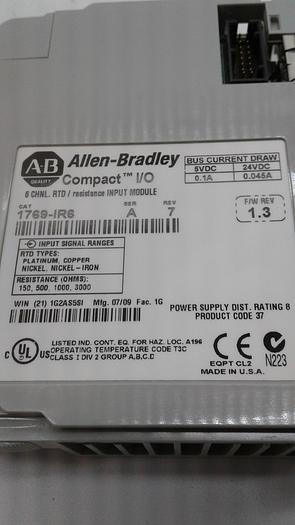 AB
QUALITY
Allen-Bradley
Compact™ I/O
6 CHNL. RTD / resistance INPUT MODULE
BUS CURRENT DRAW
5VDC 24VDC
0.1A 0.045A
CAT SER REV
1769-IR6 A 7
F/W REV
1.3
INPUT SIGNAL RANGES
RTD TYPES:
PLATINUM, COPPER
NICKEL, NICKEL-IRON
RESISTANCE (OHMS):
150, 500, 1000, 3000
WIN (21) 1G2AS5SI Mfg. 07/09 Fac. 1G
POWER SUPPLY DIST. RATING 8
PRODUCT CODE 37
C UL US
LISTED IND. CONT. EQ. FOR HAZ. LOC. A196
OPERATING TEMPERATURE CODE T3C
CLASS I DIV 2 GROUP A,B,C,D
CE
EQPT CL2
MADE IN U.S.A.
N223